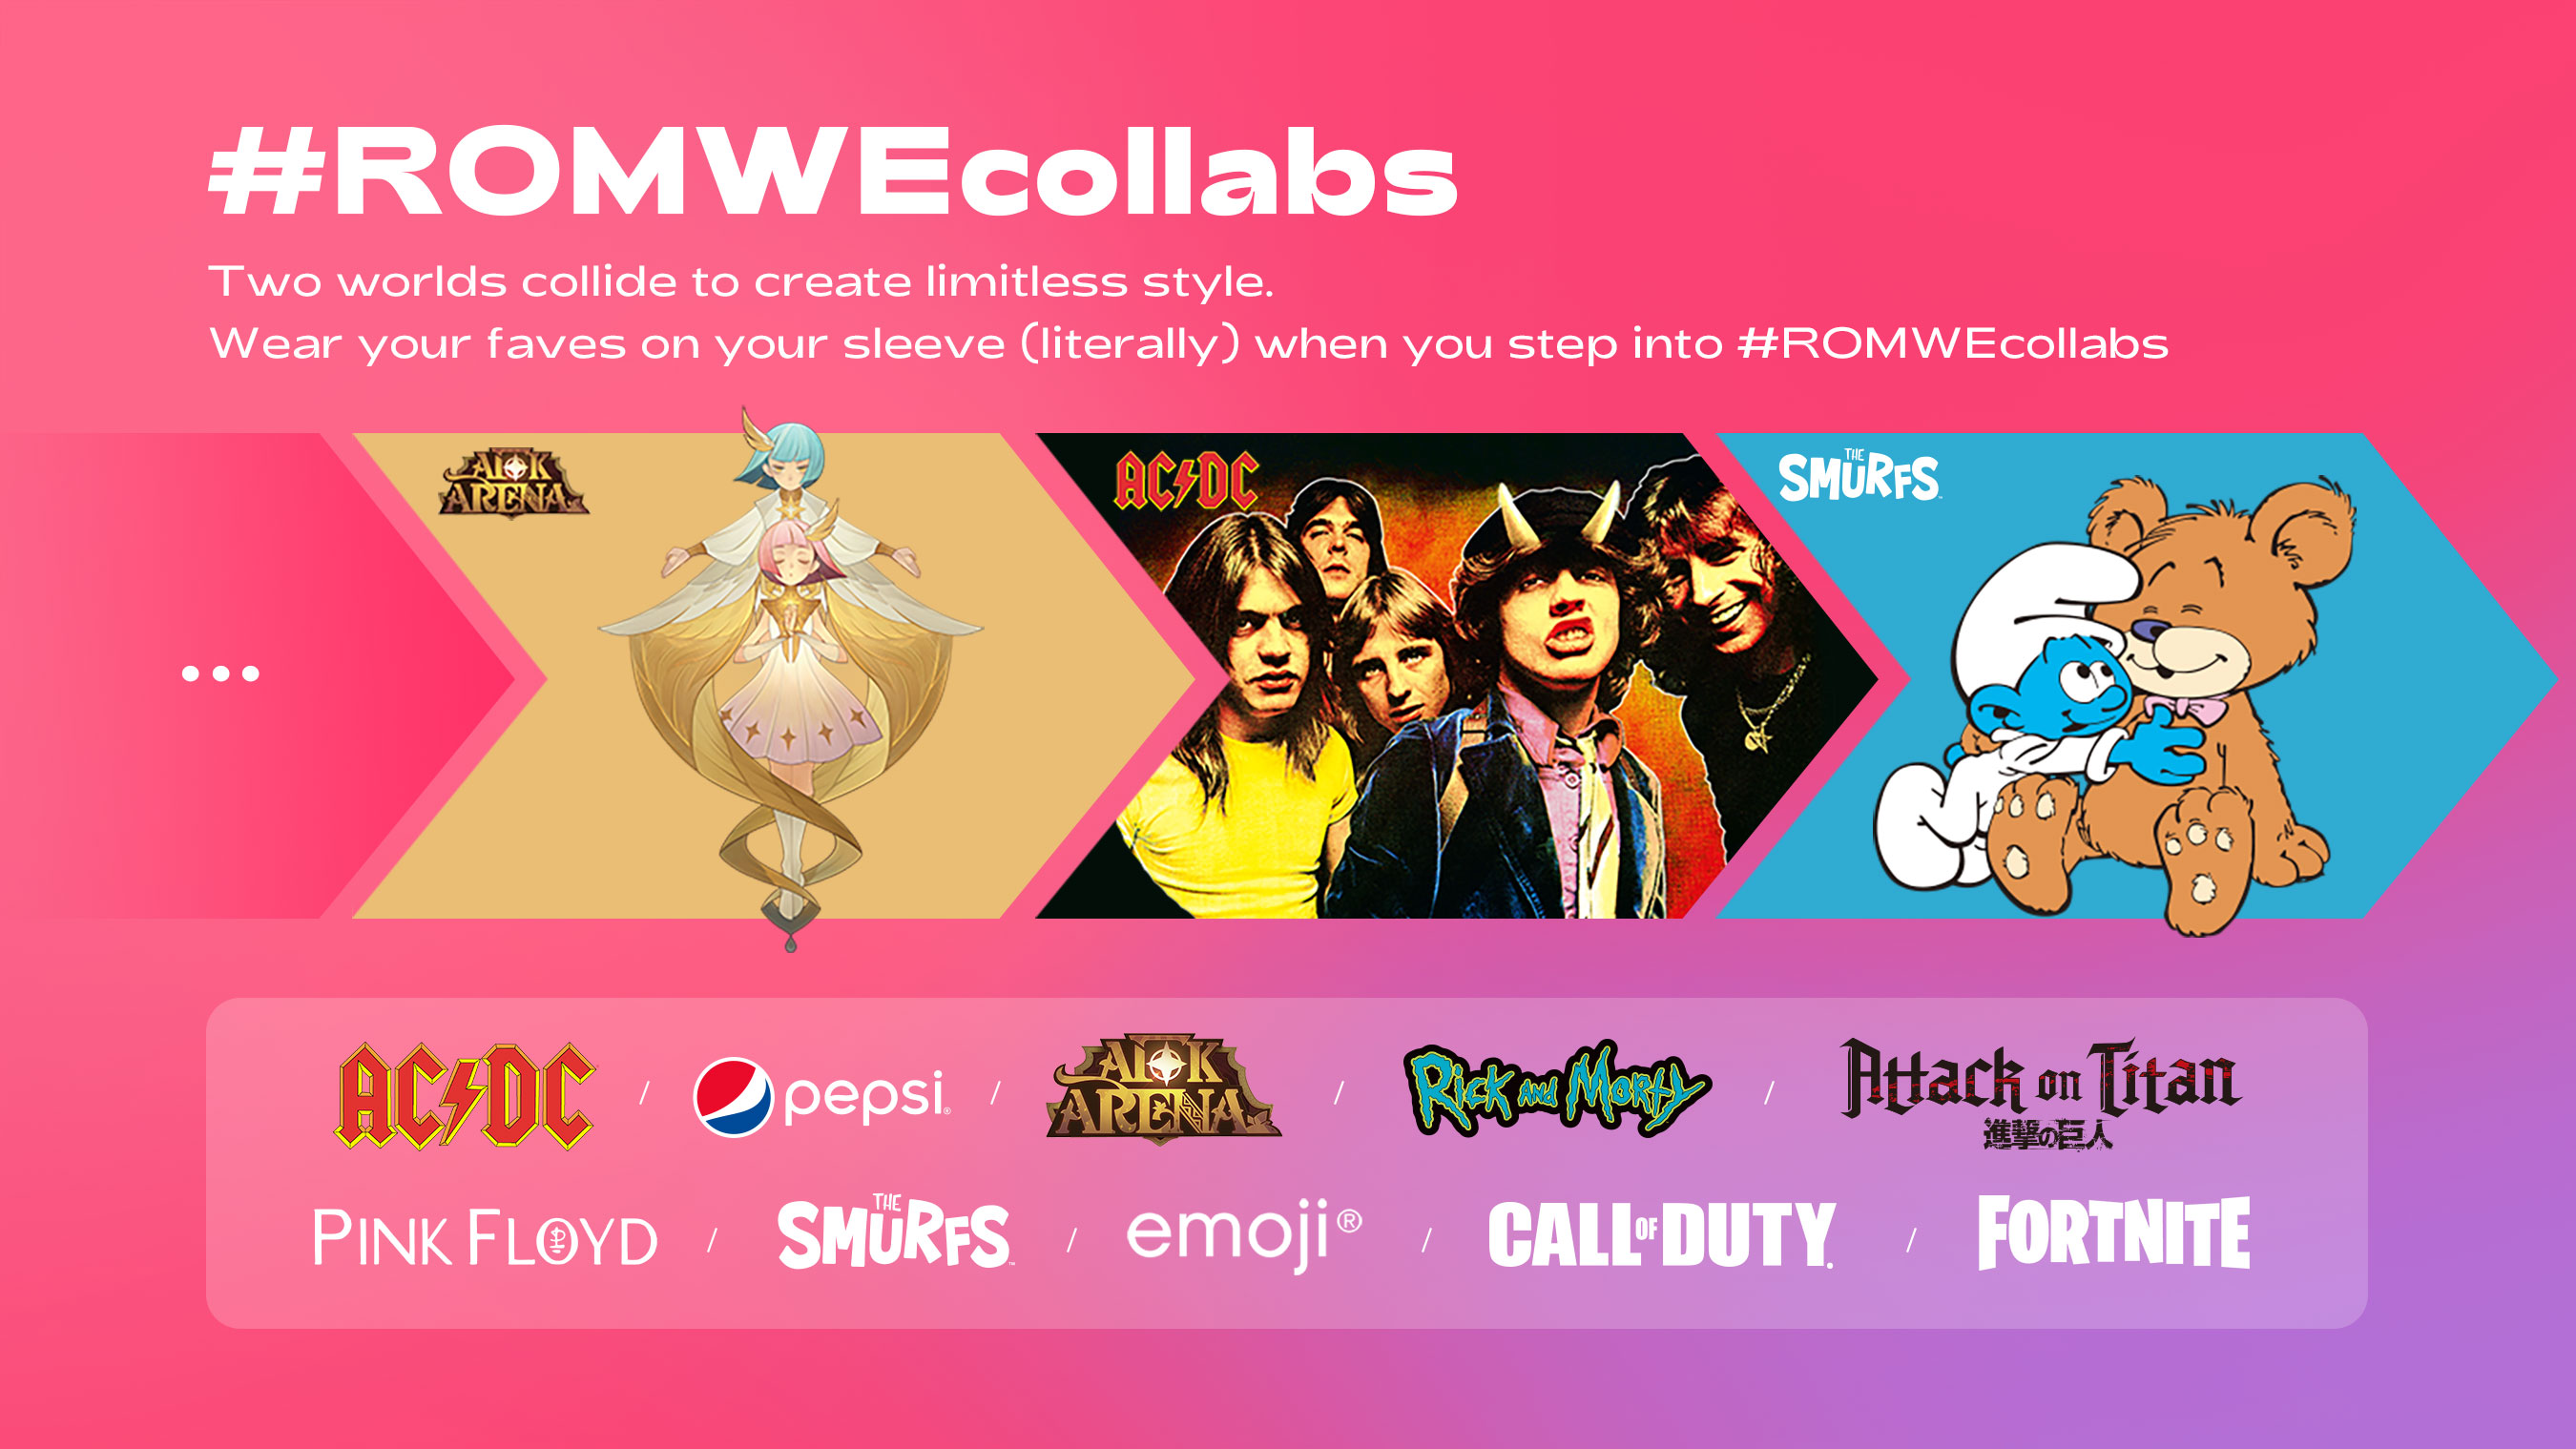 #ROMWEcollabs
Two worlds collide to create limitless style.
Wear your faves on your sleeve (literally) when you step into #ROMWEcollabs
AFK ARENA
AC⚡DC
THE SMURFS™
•••
AC⚡DC / pepsi® / AFK ARENA / Rick and Morty / Attack on Titan
進撃の巨人
PINK FLOYD / THE SMURFS™ / emoji® / CALL OF DUTY® / FORTNITE